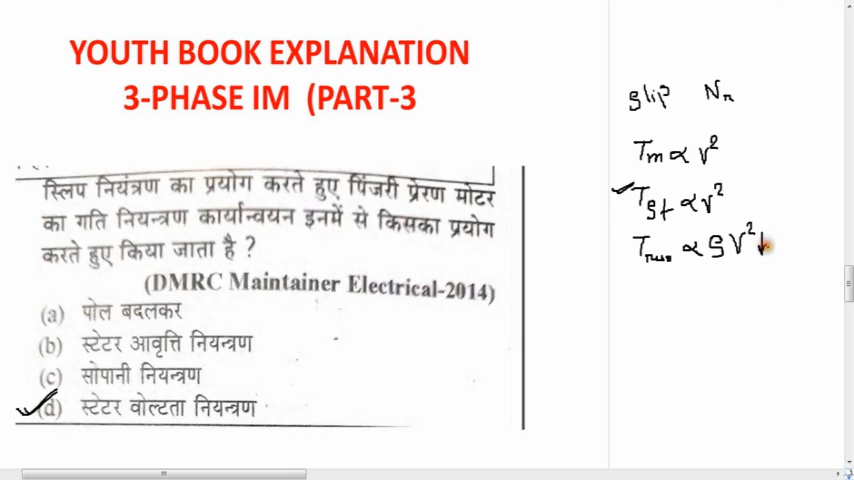 YOUTH BOOK EXPLANATION
3-PHASE IM (PART-3
स्लिप नियंत्रण का प्रयोग करते हुए पिंजरी प्रेरण मोटर
का गति नियन्त्रण कार्यान्वयन इनमें से किसका प्रयोग
करते हुए किया जाता है ?
(DMRC Maintainer Electrical-2014)
(a) पोल बदलकर
(b) स्टेटर आवृत्ति नियन्त्रण
(c) सोपानी नियन्त्रण
(d) स्टेटर वोल्टता नियन्त्रण
slip Nr
Tm ∝ V²
Tst ∝ V²
Trun ∝ S V² ↓